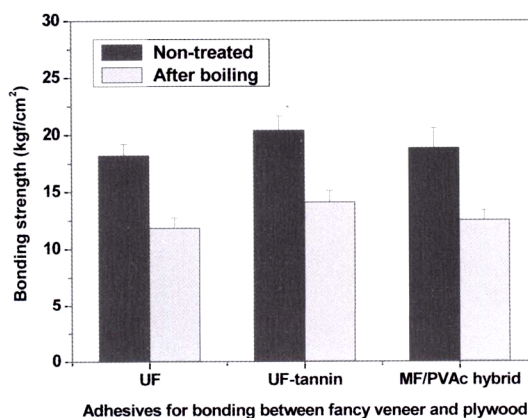 30
25
20
15
10
5
0
Bonding strength (kgf/cm²)
Non-treated
After boiling
UF
UF-tannin
MF/PVAc hybrid
Adhesives for bonding between fancy veneer and plywood